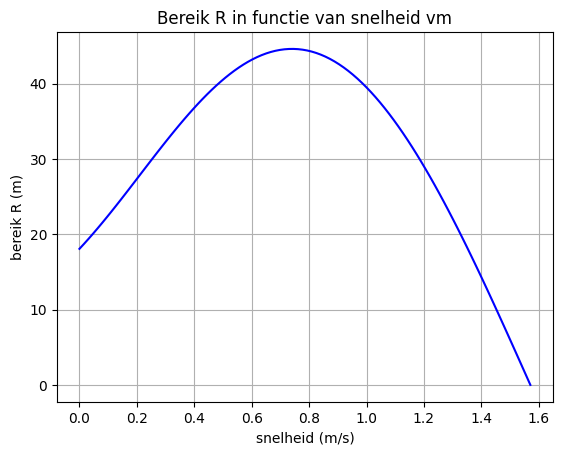 Bereik R in functie van snelheid vm
bereik R (m)
40
30
20
10
0
0.0 0.2 0.4 0.6 0.8 1.0 1.2 1.4 1.6
snelheid (m/s)